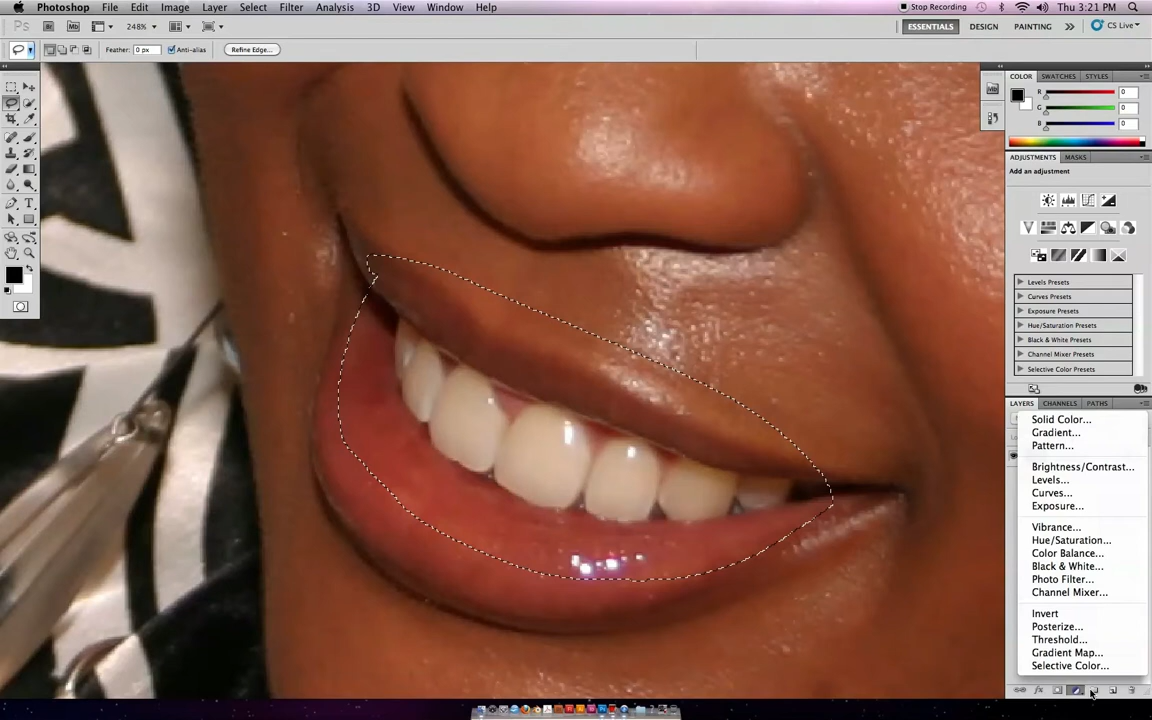 Photoshop File Edit Image Layer Select Filter Analysis 3D View Window Help Stop Recording Thu 3:21 PM
Ps Br Mb 248% ESSENTIALS DESIGN PAINTING CS Live
Feather: 0 px Anti-alias Refine Edge...
COLOR SWATCHES STYLES
R 0
G 0
B 0
ADJUSTMENTS MASKS
Add an adjustment
Levels Presets
Curves Presets
Exposure Presets
Hue/Saturation Presets
Black & White Presets
Channel Mixer Presets
Selective Color Presets
LAYERS CHANNELS PATHS
Solid Color...
Gradient...
Pattern...
Brightness/Contrast...
Levels...
Curves...
Exposure...
Vibrance...
Hue/Saturation...
Color Balance...
Black & White...
Photo Filter...
Channel Mixer...
Invert
Posterize...
Threshold...
Gradient Map...
Selective Color...